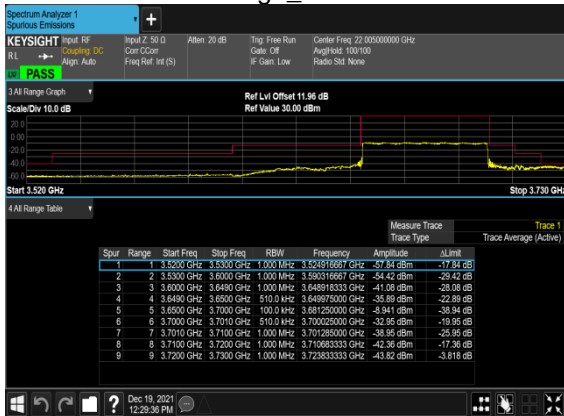 Spectrum Analyzer 1
Spurious Emissions
+
KEYSIGHT Input: RF Input Z: 50 Ω Atten: 20 dB Trig: Free Run Center Freq: 22.005000000 GHz
RL Coupling: DC Corr CCorr Gate: Off Avg|Hold: 100/100
Align: Auto Freq Ref: Int (S) IF Gain: Low Radio Std: None
PASS
3 All Range Graph
Ref Lvl Offset 11.96 dB
Scale/Div 10.0 dB Ref Value 30.00 dBm
20.0
0.00
-20.0
-40.0
-60.0
Start 3.520 GHz Stop 3.730 GHz
4 All Range Table
Measure Trace Trace 1
Trace Type Trace Average (Active)
Spur Range Start Freq Stop Freq RBW Frequency Amplitude ΔLimit
1 1 3.5200 GHz 3.5300 GHz 1.000 MHz 3.524916667 GHz -57.84 dBm -17.84 dB
2 2 3.5300 GHz 3.6000 GHz 1.000 MHz 3.590316667 GHz -54.42 dBm -29.42 dB
3 3 3.6000 GHz 3.6490 GHz 1.000 MHz 3.648918333 GHz -41.08 dBm -28.08 dB
4 4 3.6490 GHz 3.6500 GHz 510.0 kHz 3.649975000 GHz -35.89 dBm -22.89 dB
5 5 3.6500 GHz 3.7000 GHz 100.0 kHz 3.681250000 GHz -8.941 dBm -38.94 dB
6 6 3.7000 GHz 3.7010 GHz 510.0 kHz 3.700025000 GHz -32.95 dBm -19.95 dB
7 7 3.7010 GHz 3.7100 GHz 1.000 MHz 3.701285000 GHz -38.95 dBm -25.95 dB
8 8 3.7100 GHz 3.7200 GHz 1.000 MHz 3.710683333 GHz -42.36 dBm -17.36 dB
9 9 3.7200 GHz 3.7300 GHz 1.000 MHz 3.723833333 GHz -43.82 dBm -3.818 dB
? Dec 19, 2021
12:29:36 PM